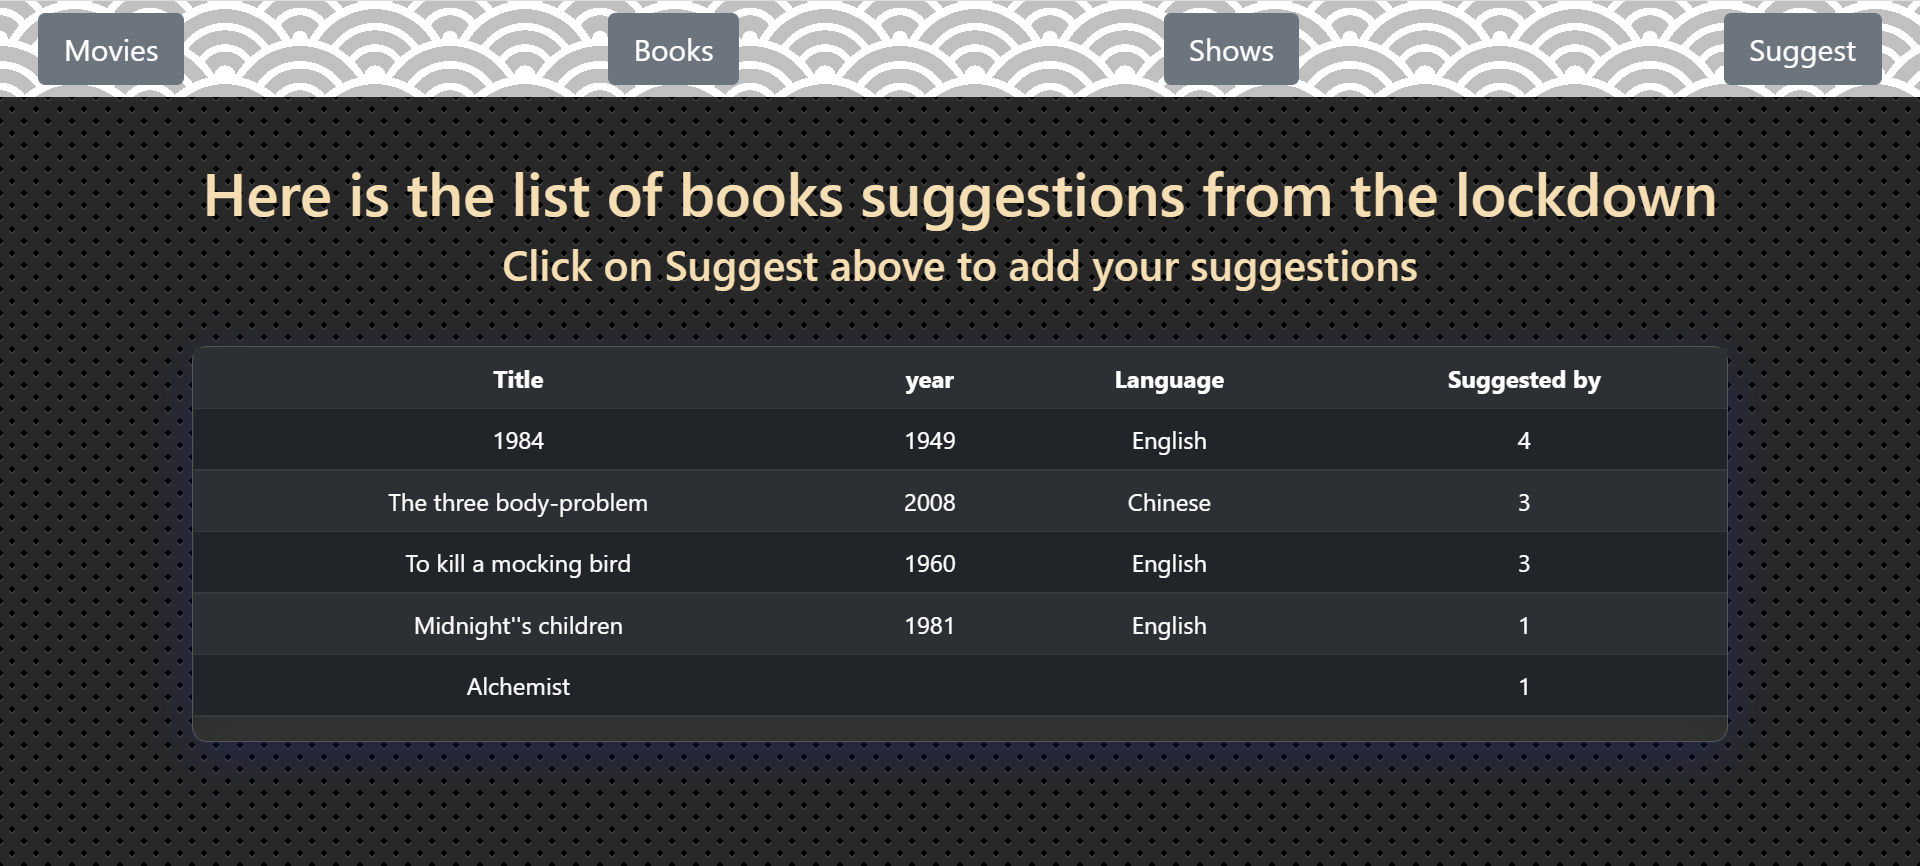 Movies Books Shows Suggest
Here is the list of books suggestions from the lockdown
Click on Suggest above to add your suggestions
Title year Language Suggested by
1984 1949 English 4
The three body-problem 2008 Chinese 3
To kill a mocking bird 1960 English 3
Midnight''s children 1981 English 1
Alchemist 1